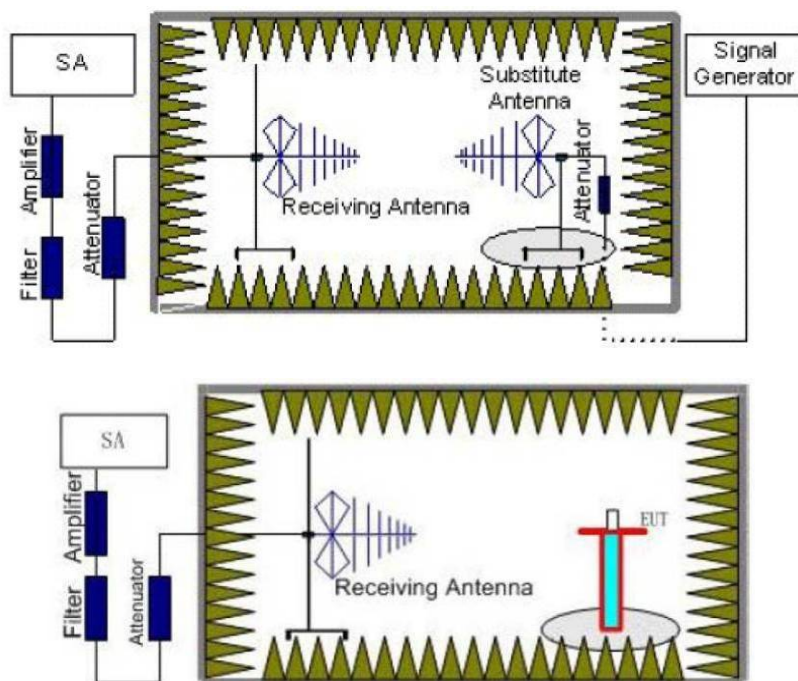 SA
Signal
Generator
Substitute
Antenna
Amplifier
Attenuator
Filter
Attenuator
Receiving Antenna
SA
EUT
Amplifier
Filter
Attenuator
Receiving Antenna